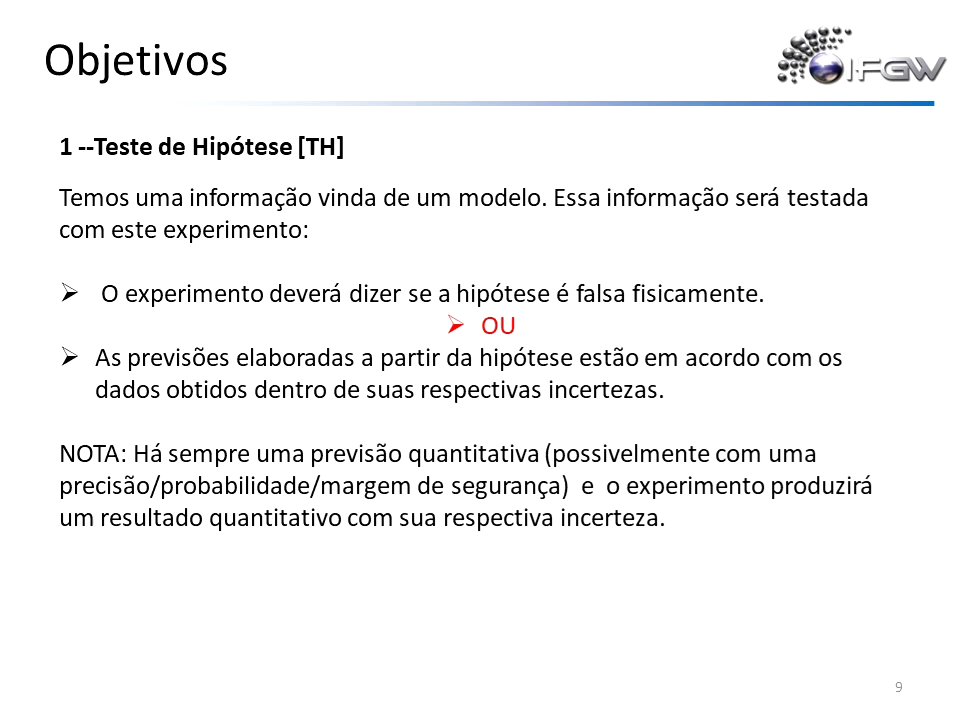 Objetivos
IFGW
1 --Teste de Hipótese [TH]
Temos uma informação vinda de um modelo. Essa informação será testada
com este experimento:
➢ O experimento deverá dizer se a hipótese é falsa fisicamente.
➢ OU
➢ As previsões elaboradas a partir da hipótese estão em acordo com os
dados obtidos dentro de suas respectivas incertezas.
NOTA: Há sempre uma previsão quantitativa (possivelmente com uma
precisão/probabilidade/margem de segurança) e o experimento produzirá
um resultado quantitativo com sua respectiva incerteza.
9